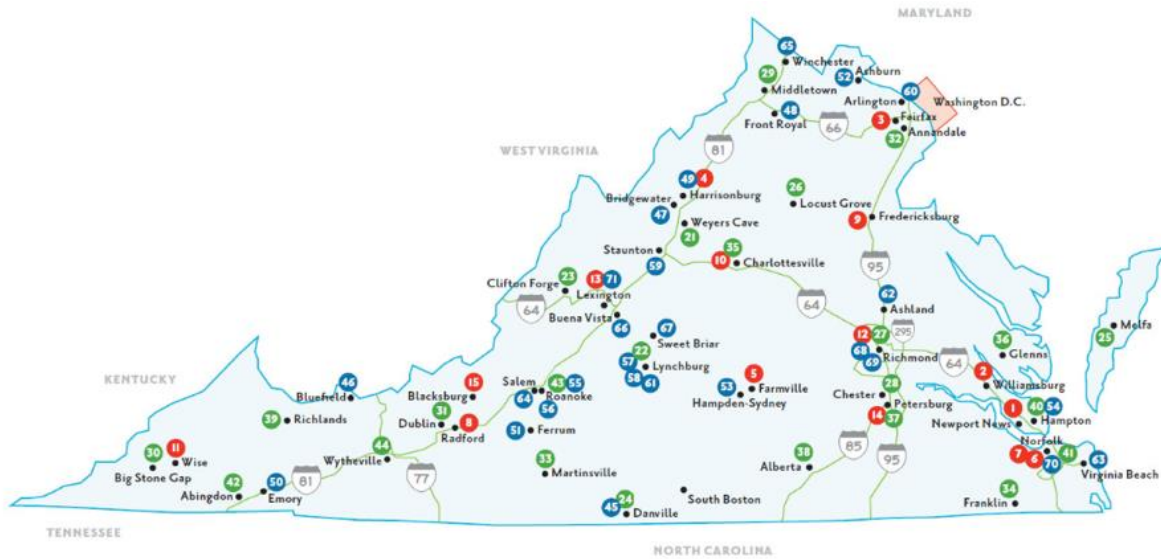 MARYLAND
65
Winchester
52
Ashburn
29
Middletown
60
Arlington
Washington D.C.
48
Front Royal
66
3
Fairfax
32
Annandale
WEST VIRGINIA
81
49
4
Harrisonburg
Bridgewater
47
26
Locust Grove
Weyers Cave
21
9
Fredericksburg
Staunton
59
10
35
Charlottesville
95
Clifton Forge
23
13
71
Lexington
64
Buena Vista
66
64
62
Ashland
295
67
Sweet Briar
12
27
Richmond
68
69
36
Glenns
25
Melfa
64
22
57
Lynchburg
58
61
5
Farmville
53
Hampden-Sydney
2
Williamsburg
KENTUCKY
46
Bluefield
15
Blacksburg
Salem
43
55
Roanoke
64
56
28
Chester
Petersburg
14
37
1
Newport News
40
54
Hampton
39
Richlands
31
Dublin
8
Radford
51
Ferrum
Norfolk
7
6
41
70
63
Virginia Beach
30
11
Wise
Big Stone Gap
44
Wytheville
33
Martinsville
38
Alberta
85
95
42
Abingdon
50
Emory
81
77
South Boston
34
Franklin
45
24
Danville
TENNESSEE
NORTH CAROLINA